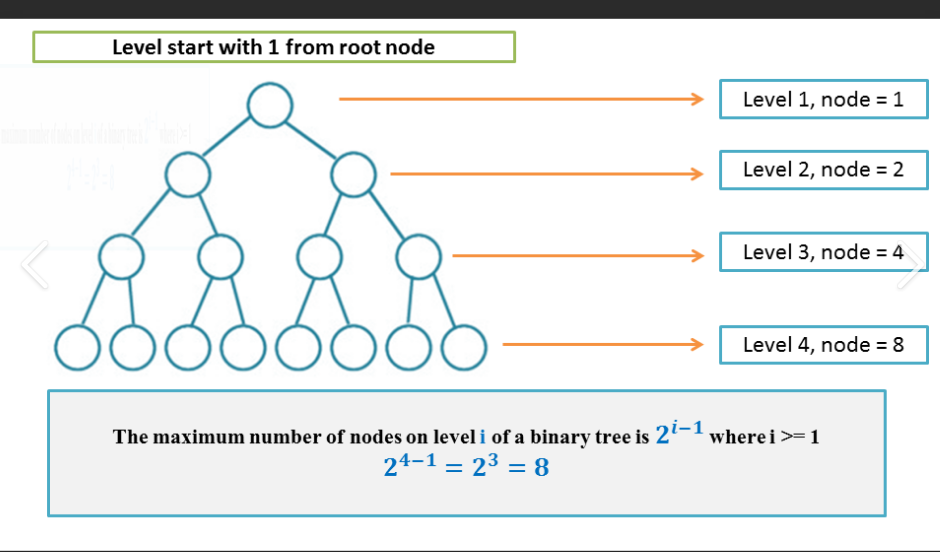 Level start with 1 from root node
Level 1, node = 1
Level 2, node = 2
Level 3, node = 4
Level 4, node = 8
The maximum number of nodes on level i of a binary tree is 2^{i−1} where i >= 1
2^{4−1} = 2^3 = 8